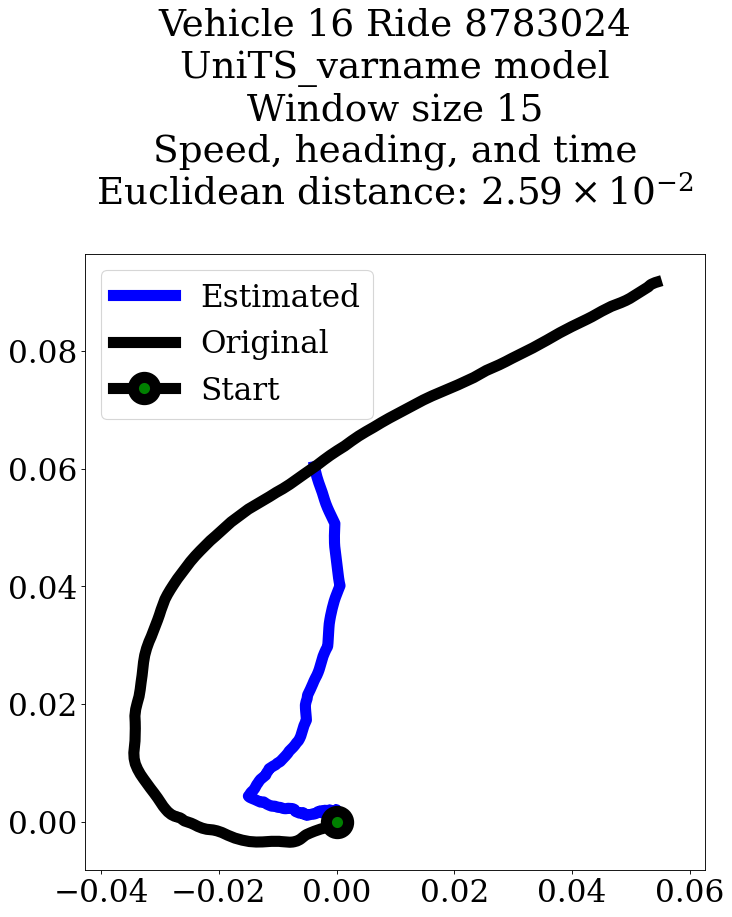 Vehicle 16 Ride 8783024
UniTS_varname model
Window size 15
Speed, heading, and time
Euclidean distance: 2.59 × 10⁻²
Estimated
Original
Start
0.08
0.06
0.04
0.02
0.00
−0.04 −0.02 0.00 0.02 0.04 0.06